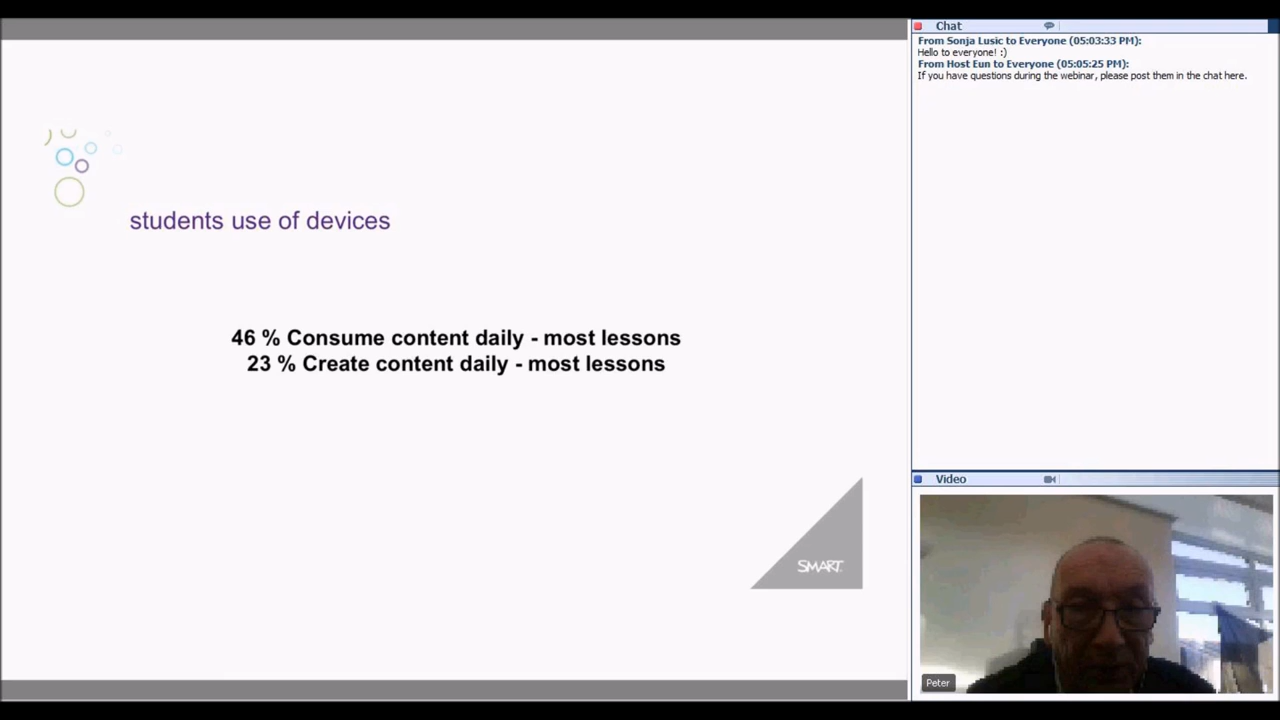 students use of devices
46 % Consume content daily - most lessons
23 % Create content daily - most lessons
SMART
Chat
From Sonja Lusic to Everyone (05:03:33 PM):
Hello to everyone! :)
From Host Eun to Everyone (05:05:25 PM):
If you have questions during the webinar, please post them in the chat here.
Video
Peter